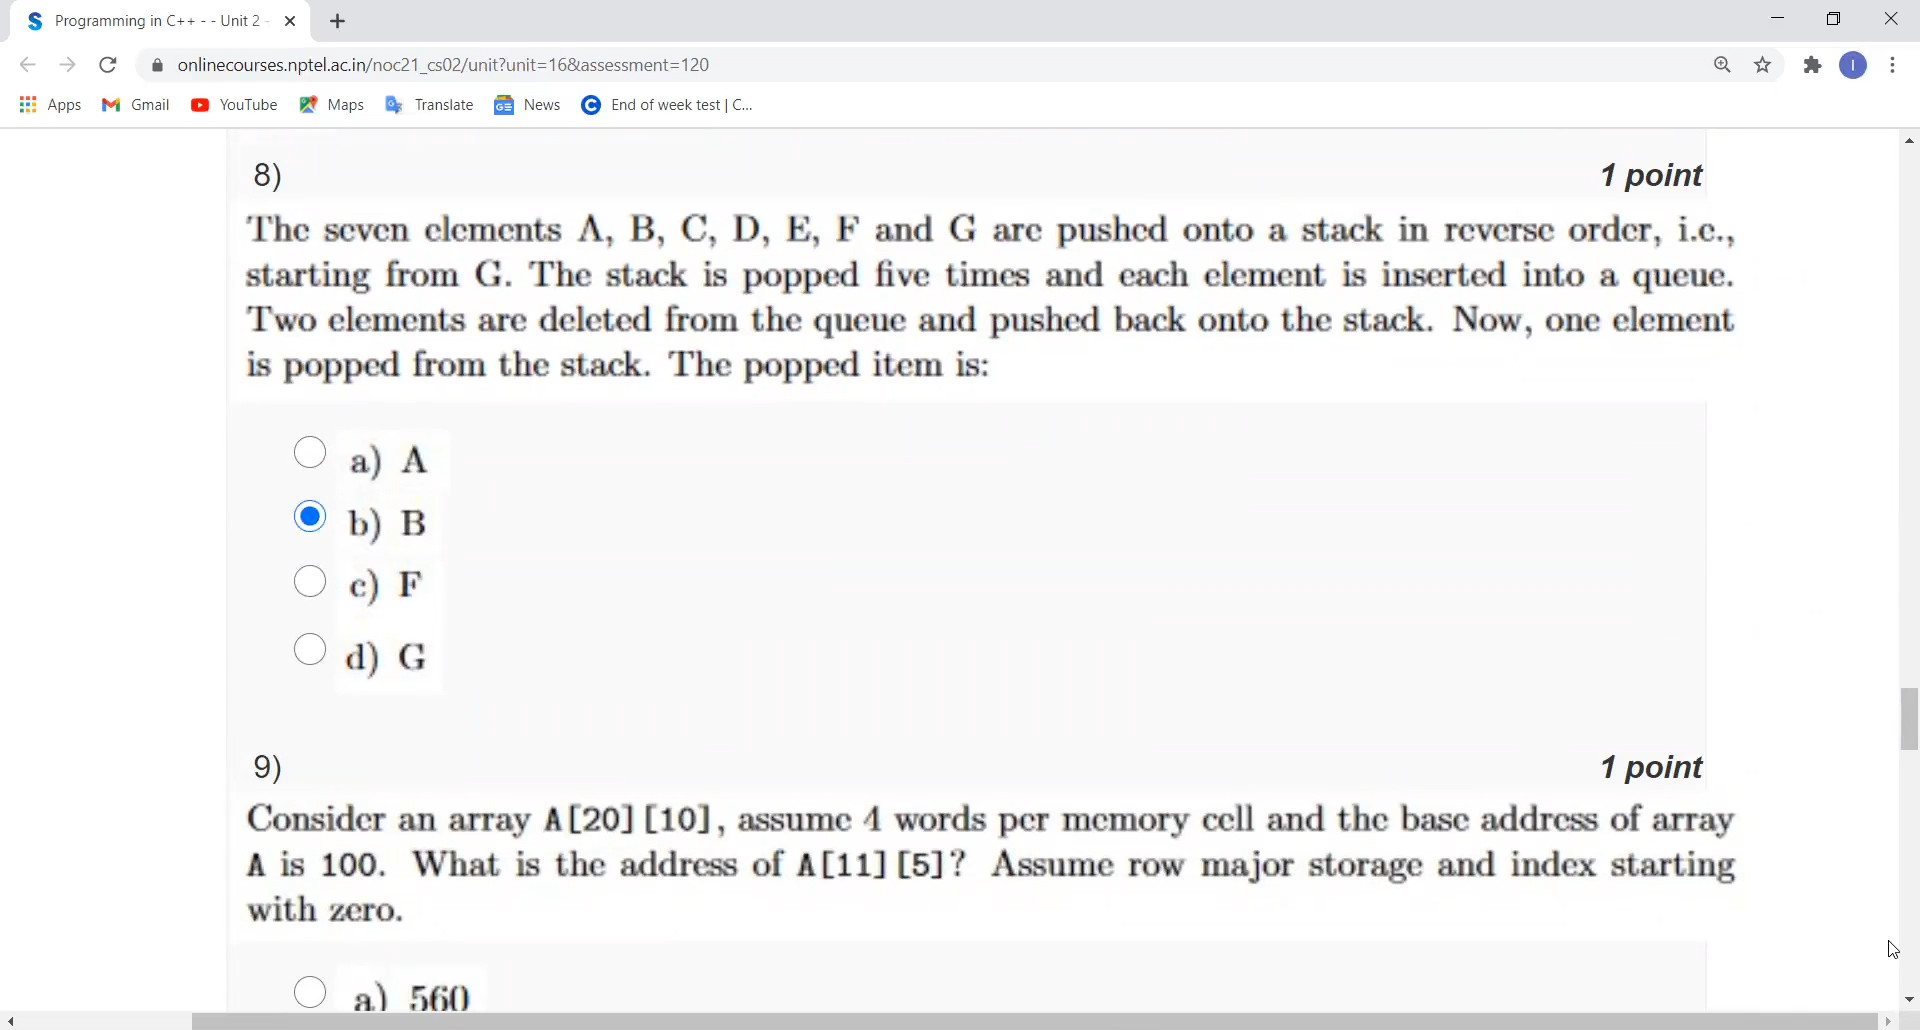 Programming in C++ - - Unit 2 -
onlinecourses.nptel.ac.in/noc21_cs02/unit?unit=16&assessment=120
I
Apps Gmail YouTube Maps Translate News End of week test | C...
8) 1 point
The seven elements A, B, C, D, E, F and G are pushed onto a stack in reverse order, i.e.,
starting from G. The stack is popped five times and each element is inserted into a queue.
Two elements are deleted from the queue and pushed back onto the stack. Now, one element
is popped from the stack. The popped item is:
a) A
b) B
c) F
d) G
9) 1 point
Consider an array A[20][10], assume 4 words per memory cell and the base address of array
A is 100. What is the address of A[11][5]? Assume row major storage and index starting
with zero.
a) 560